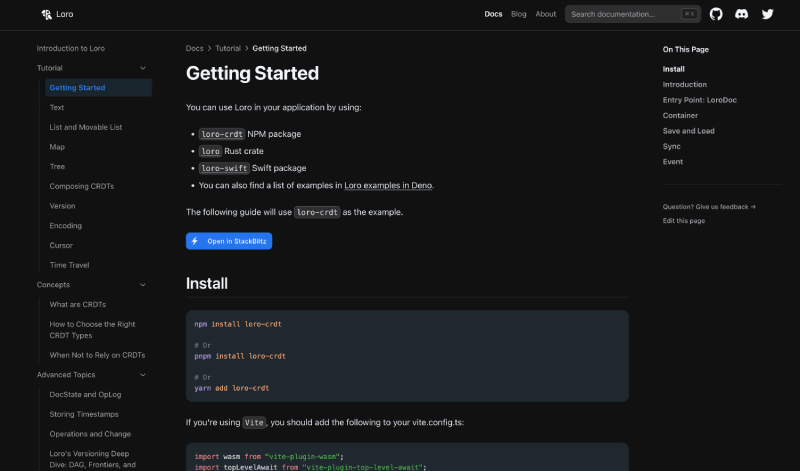 Loro
Docs
Blog
About
Search documentation...
⌘ K
Introduction to Loro
Tutorial
Getting Started
Text
List and Movable List
Map
Tree
Composing CRDTs
Version
Encoding
Cursor
Time Travel
Concepts
What are CRDTs
How to Choose the Right
CRDT Types
When Not to Rely on CRDTs
Advanced Topics
DocState and OpLog
Storing Timestamps
Operations and Change
Loro's Versioning Deep
Dive: DAG, Frontiers, and
Docs > Tutorial > Getting Started
Getting Started
You can use Loro in your application by using:
• loro-crdt NPM package
• loro Rust crate
• loro-swift Swift package
• You can also find a list of examples in Loro examples in Deno.
The following guide will use loro-crdt as the example.
Open in StackBlitz
Install
npm install loro-crdt
# Or
pnpm install loro-crdt
# Or
yarn add loro-crdt
If you're using Vite, you should add the following to your vite.config.ts:
import wasm from "vite-plugin-wasm";
import topLevelAwait from "vite-plugin-top-level-await";
On This Page
Install
Introduction
Entry Point: LoroDoc
Container
Save and Load
Sync
Event
Question? Give us feedback →
Edit this page